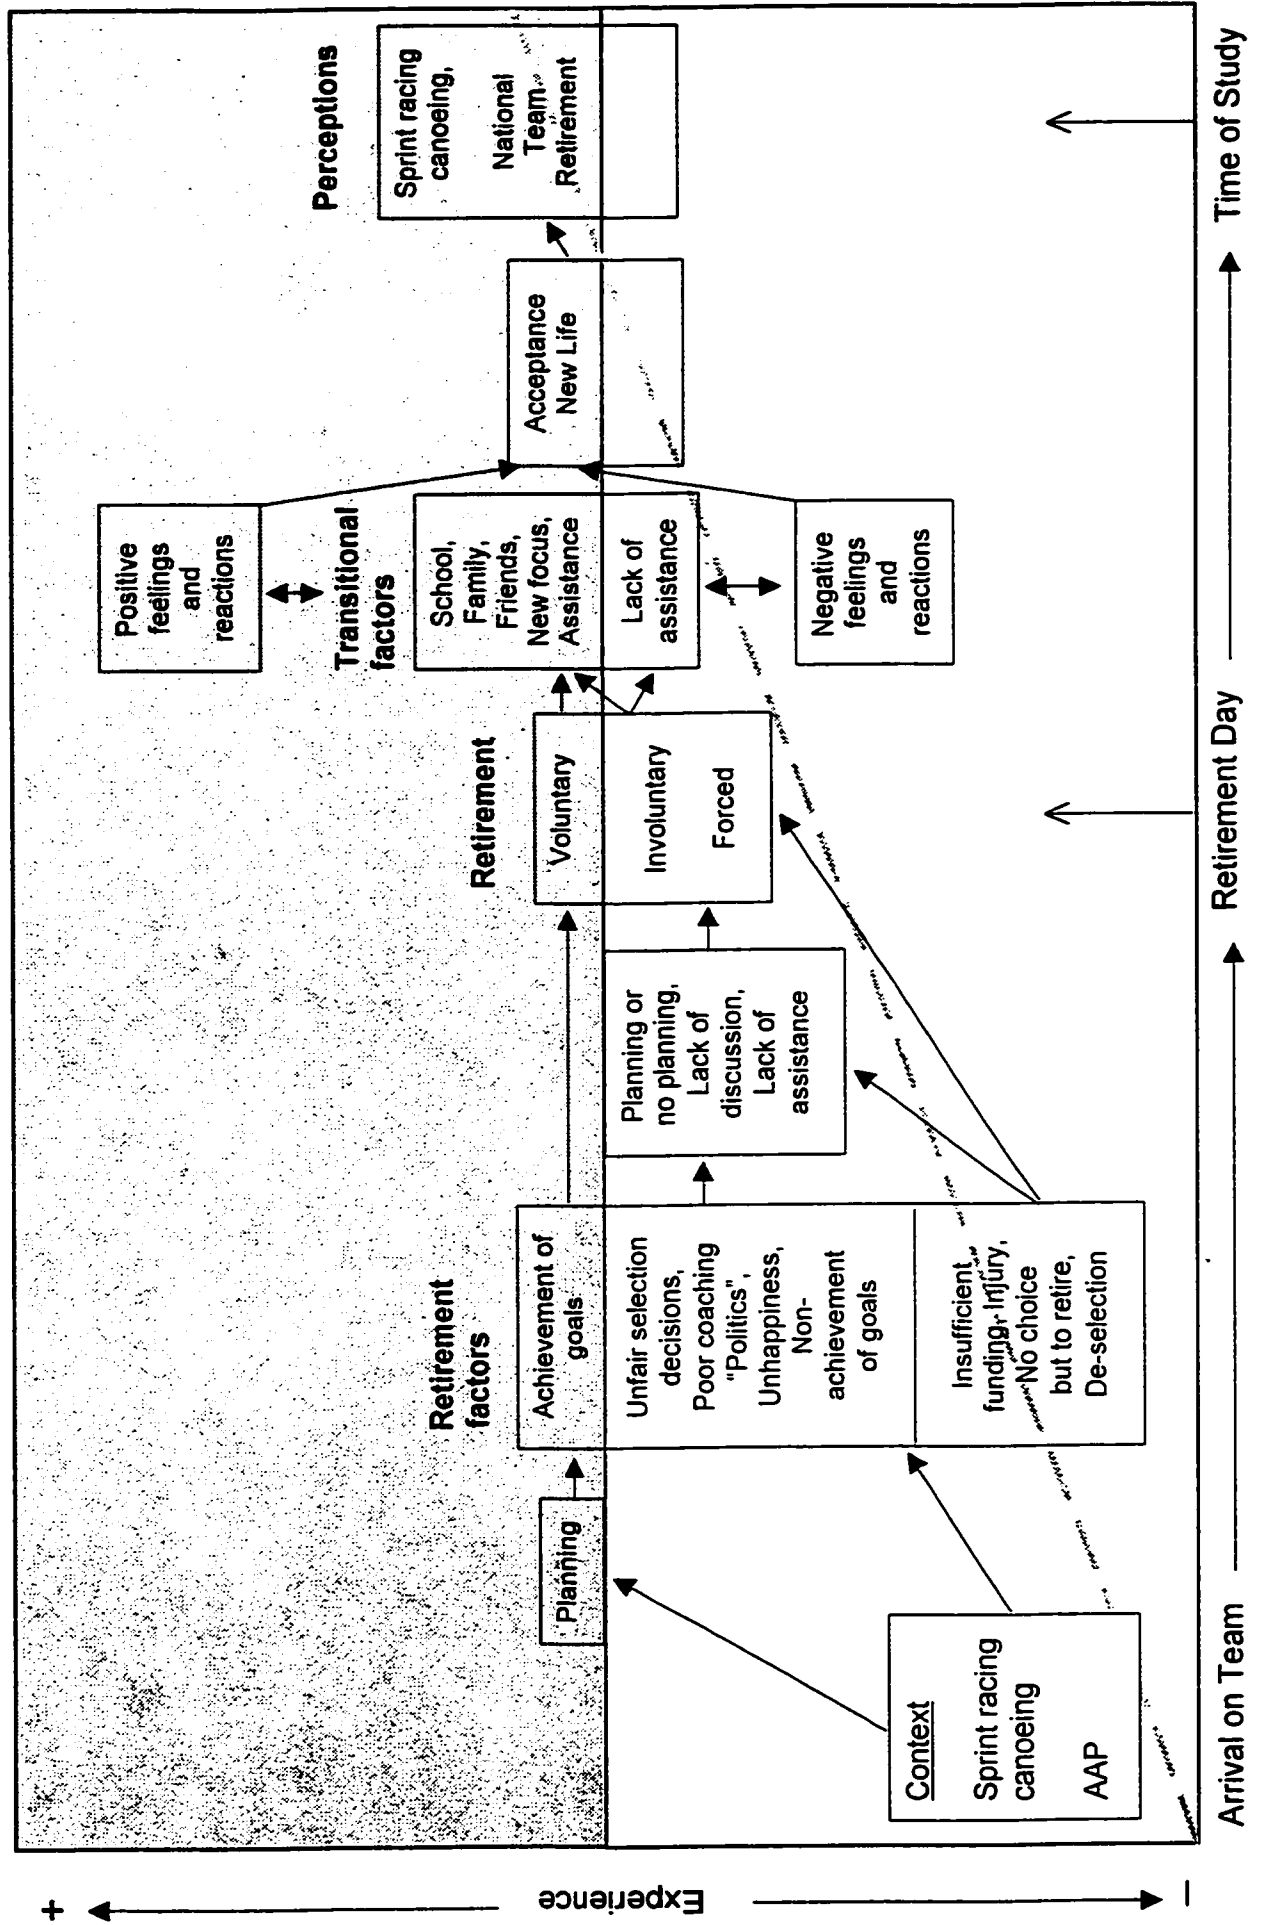 Perceptions
Sprint racing
canoeing,
National
Team
Retirement
Acceptance
New Life
Positive
feelings
and
reactions
Transitional
factors
School,
Family,
Friends,
New focus,
Assistance
Lack of
assistance
Negative
feelings
and
reactions
Retirement
Voluntary
Involuntary
Forced
Planning or
no planning,
Lack of
discussion,
Lack of
assistance
Retirement
factors
Achievement of
goals
Unfair selection
decisions,
Poor coaching
"Politics",
Unhappiness,
Non-
achievement
of goals
Insufficient
funding, Injury,
No choice
but to retire,
De-selection
Planning
Context
Sprint racing
canoeing
AAP
+
Experience
–
Arrival on Team
Retirement Day
Time of Study